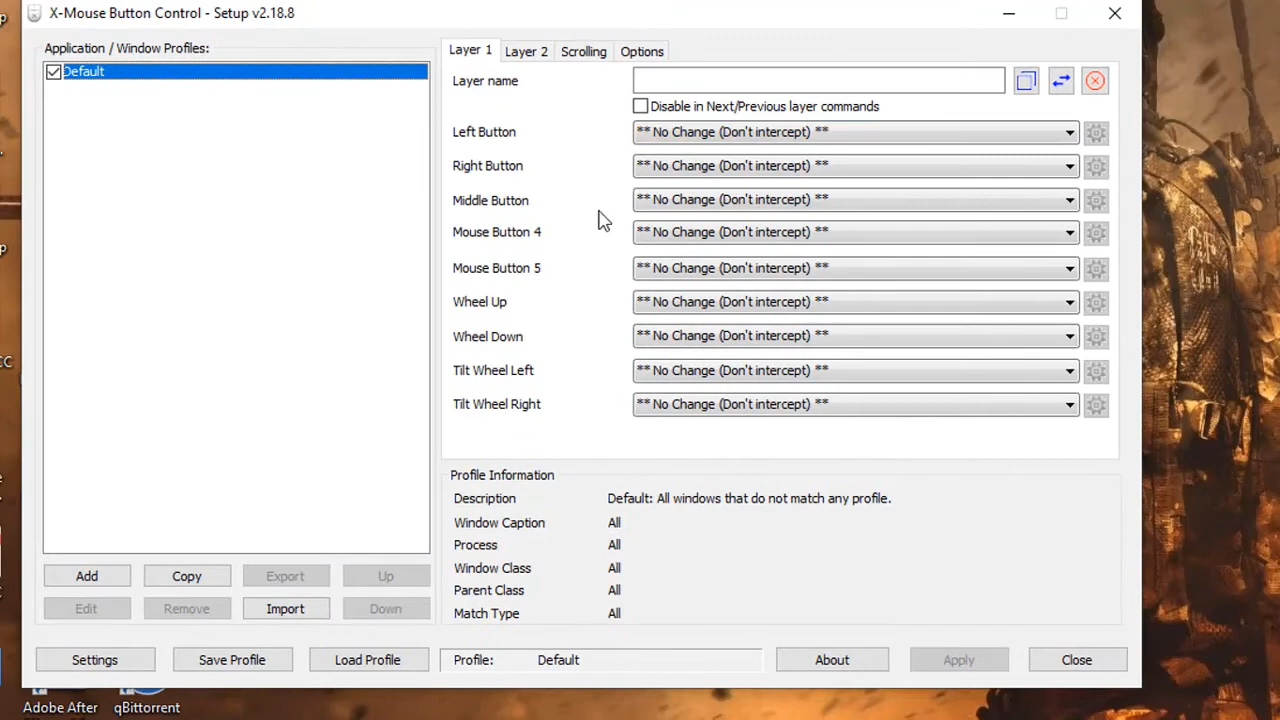 X-Mouse Button Control - Setup v2.18.8
Application / Window Profiles:
Default
Layer 1
Layer 2
Scrolling
Options
Layer name
Disable in Next/Previous layer commands
Left Button
** No Change (Don't intercept) **
Right Button
** No Change (Don't intercept) **
Middle Button
** No Change (Don't intercept) **
Mouse Button 4
** No Change (Don't intercept) **
Mouse Button 5
** No Change (Don't intercept) **
Wheel Up
** No Change (Don't intercept) **
Wheel Down
** No Change (Don't intercept) **
Tilt Wheel Left
** No Change (Don't intercept) **
Tilt Wheel Right
** No Change (Don't intercept) **
Profile Information
Description
Default: All windows that do not match any profile.
Window Caption
All
Process
All
Window Class
All
Parent Class
All
Match Type
All
Add
Copy
Export
Up
Edit
Remove
Import
Down
Settings
Save Profile
Load Profile
Profile:
Default
About
Apply
Close
Adobe After
qBittorrent